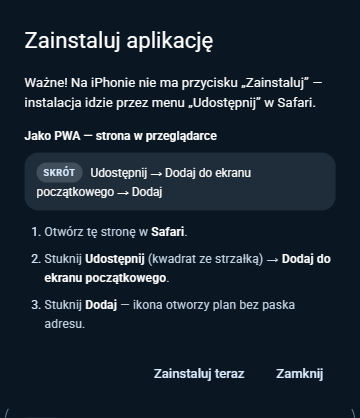 Zainstaluj aplikację
Ważne! Na iPhonie nie ma przycisku „Zainstaluj” —
instalacja idzie przez menu „Udostępnij” w Safari.
Jako PWA — strona w przeglądarce
SKRÓT Udostępnij → Dodaj do ekranu
początkowego → Dodaj
1. Otwórz tę stronę w Safari.
2. Stuknij Udostępnij (kwadrat ze strzałką) → Dodaj do
ekranu początkowego.
3. Stuknij Dodaj — ikona otworzy plan bez paska
adresu.
Zainstaluj teraz Zamknij